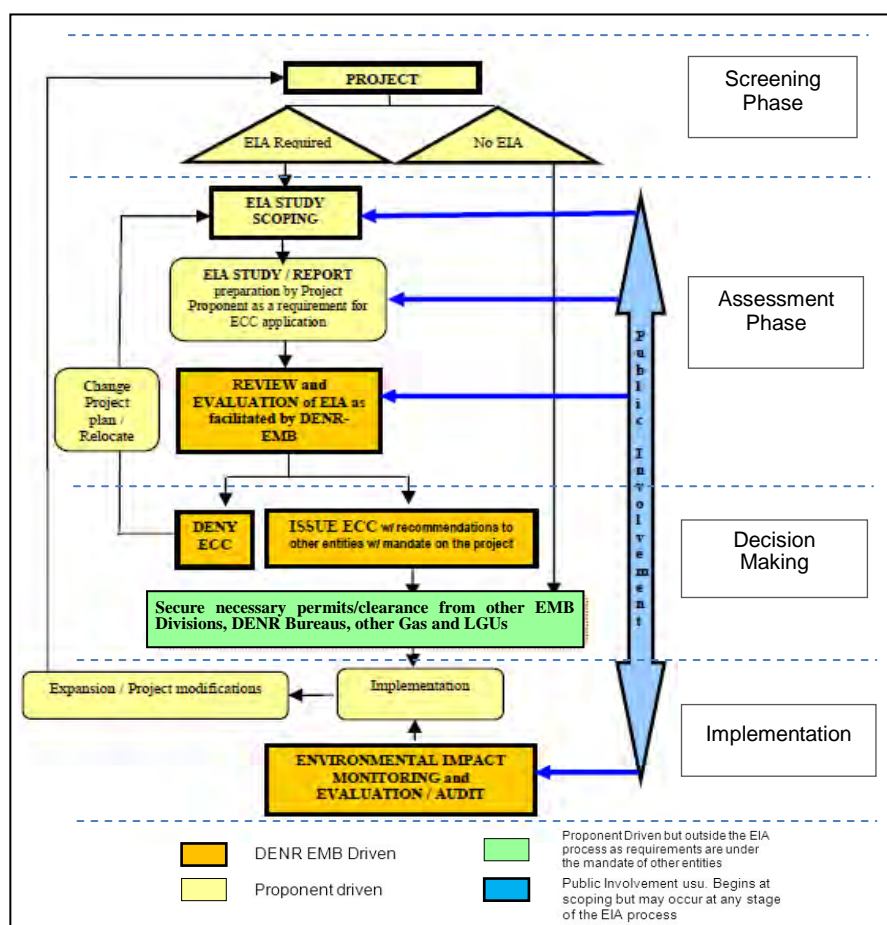 PROJECT
Screening
Phase
EIA Required
No EIA
EIA STUDY
SCOPING
EIA STUDY / REPORT
preparation by Project
Proponent as a requirement for
ECC application
Assessment
Phase
Public Involvement
Change
Project
plan /
Relocate
REVIEW and
EVALUATION of EIA as
facilitated by DENR-
EMB
DENY
ECC
ISSUE ECC w/ recommendations to
other entities w/ mandate on the project
Decision
Making
Secure necessary permits/clearance from other EMB
Divisions, DENR Bureaus, other Gas and LGUs
Expansion / Project modifications
Implementation
Implementation
ENVIRONMENTAL IMPACT
MONITORING and
EVALUATION / AUDIT
DENR EMB Driven
Proponent driven
Proponent Driven but outside the EIA
process as requirements are under
the mandate of other entities
Public Involvement usu. Begins at
scoping but may occur at any stage
of the EIA process